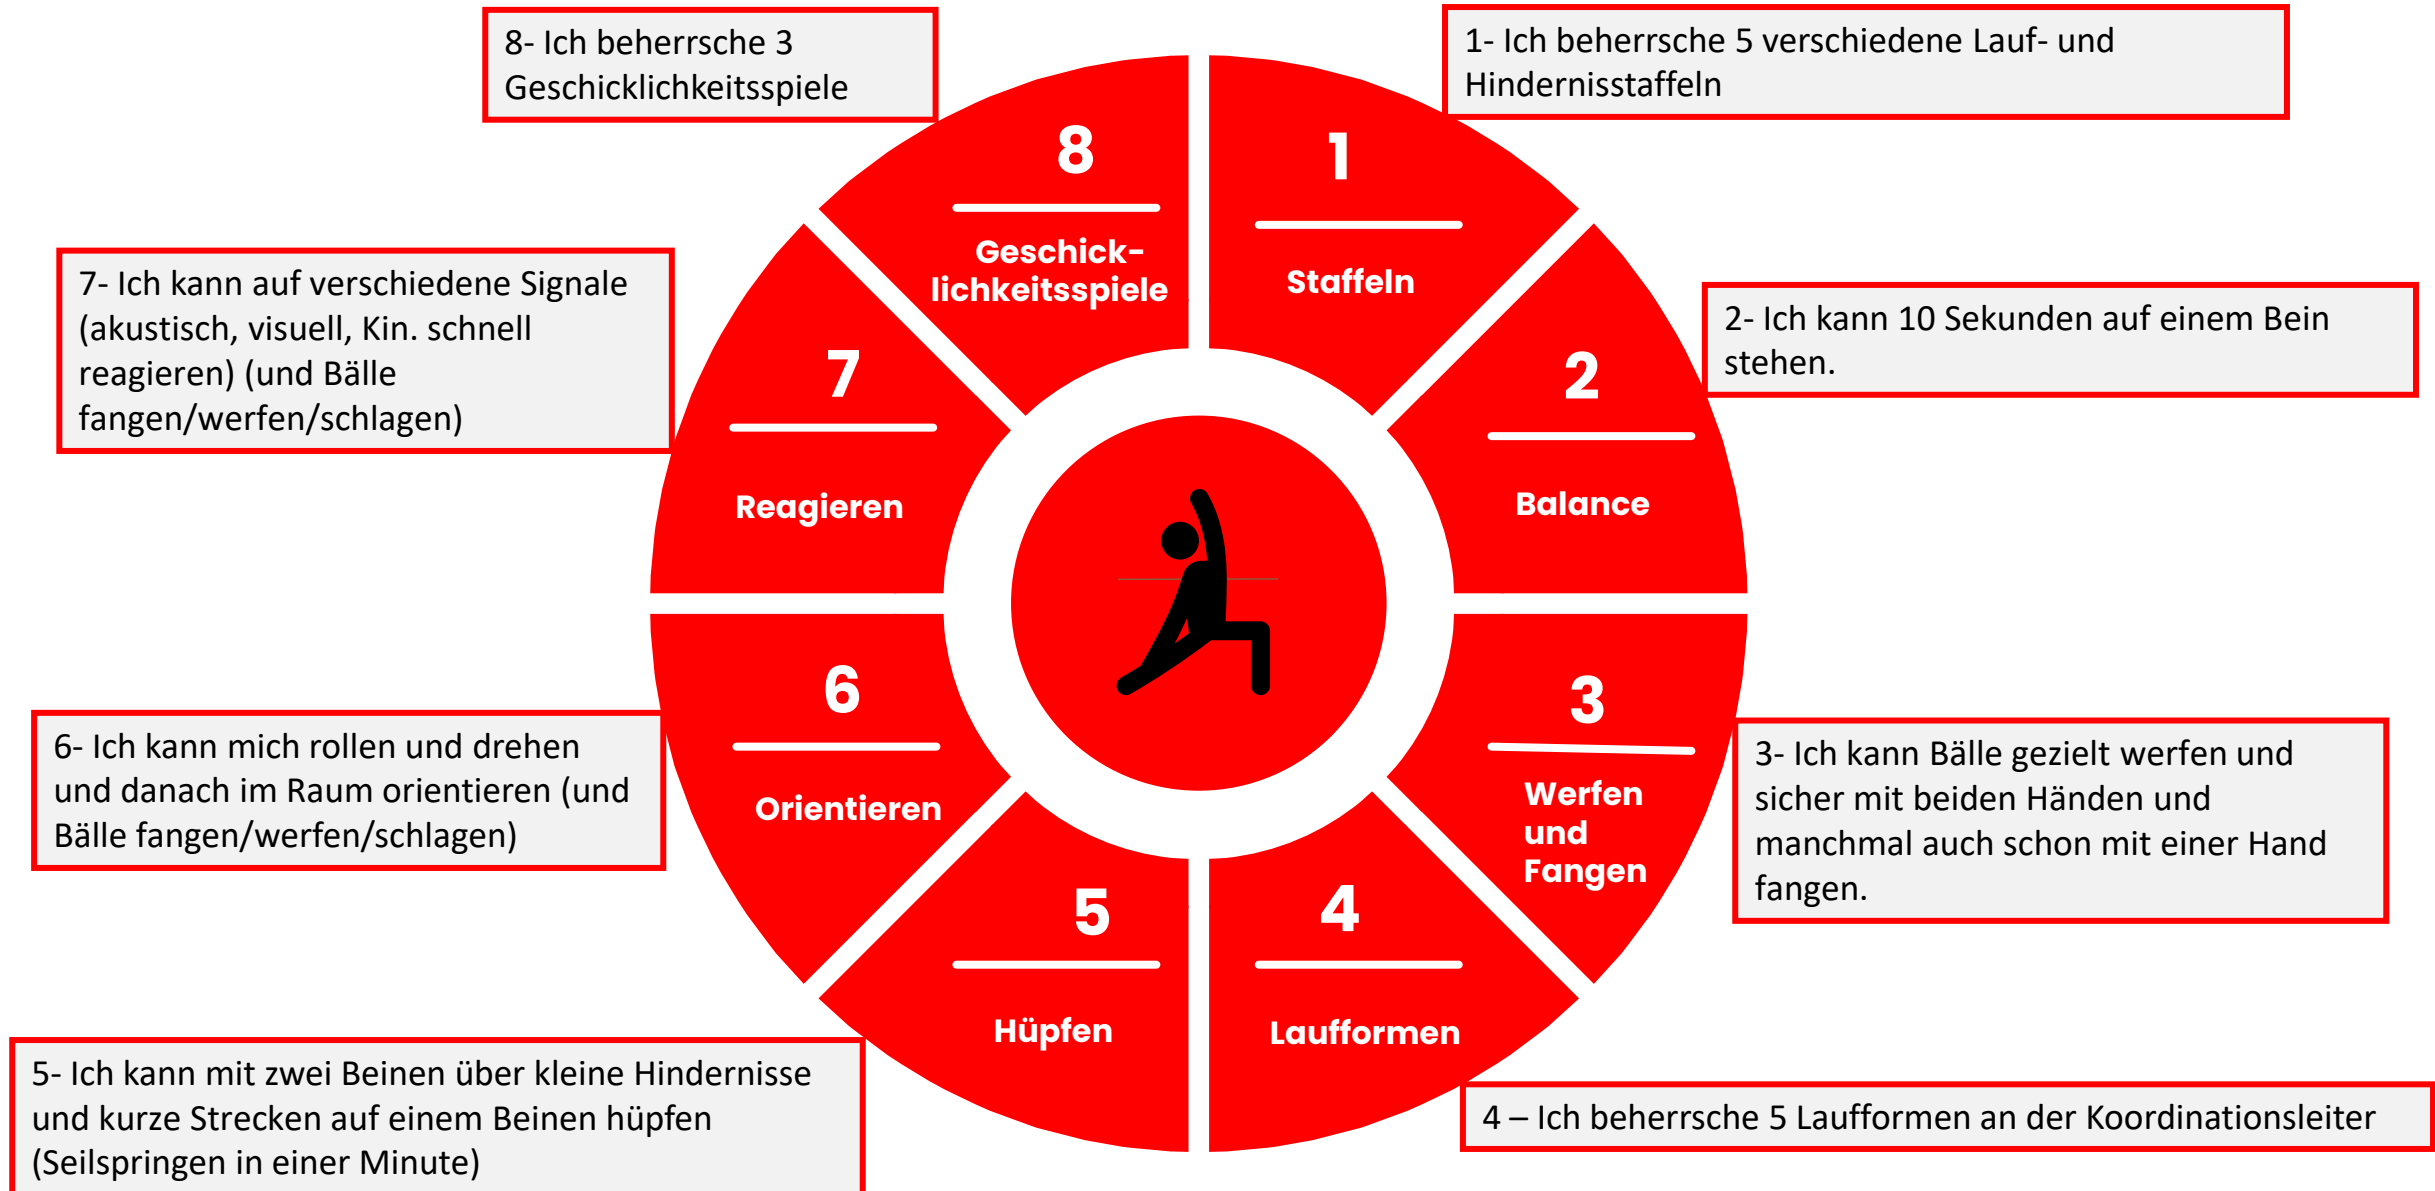 8- Ich beherrsche 3
Geschicklichkeitsspiele
1- Ich beherrsche 5 verschiedene Lauf- und
Hindernisstaffeln
8
Geschick-
lichkeitsspiele
1
Staffeln
7- Ich kann auf verschiedene Signale
(akustisch, visuell, Kin. schnell
reagieren) (und Bälle
fangen/werfen/schlagen)
7
Reagieren
2
Balance
2- Ich kann 10 Sekunden auf einem Bein
stehen.
6- Ich kann mich rollen und drehen
und danach im Raum orientieren (und
Bälle fangen/werfen/schlagen)
6
Orientieren
3
Werfen
und
Fangen
3- Ich kann Bälle gezielt werfen und
sicher mit beiden Händen und
manchmal auch schon mit einer Hand
fangen.
5
Hüpfen
4
Laufformen
5- Ich kann mit zwei Beinen über kleine Hindernisse
und kurze Strecken auf einem Beinen hüpfen
(Seilspringen in einer Minute)
4 – Ich beherrsche 5 Laufformen an der Koordinationsleiter